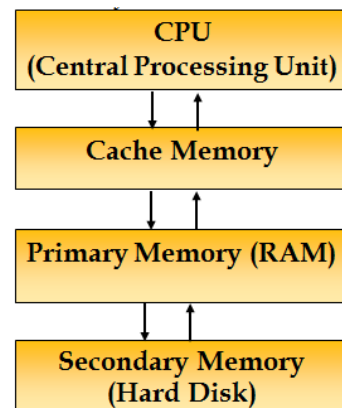 CPU
(Central Processing Unit)
Cache Memory
Primary Memory (RAM)
Secondary Memory
(Hard Disk)